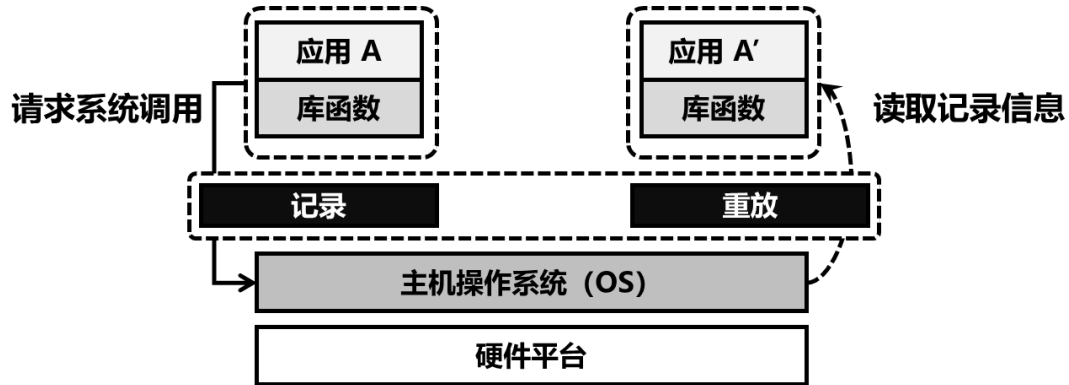 应用 A
应用 A′
请求系统调用
库函数
库函数
读取记录信息
记录
重放
主机操作系统（OS）
硬件平台